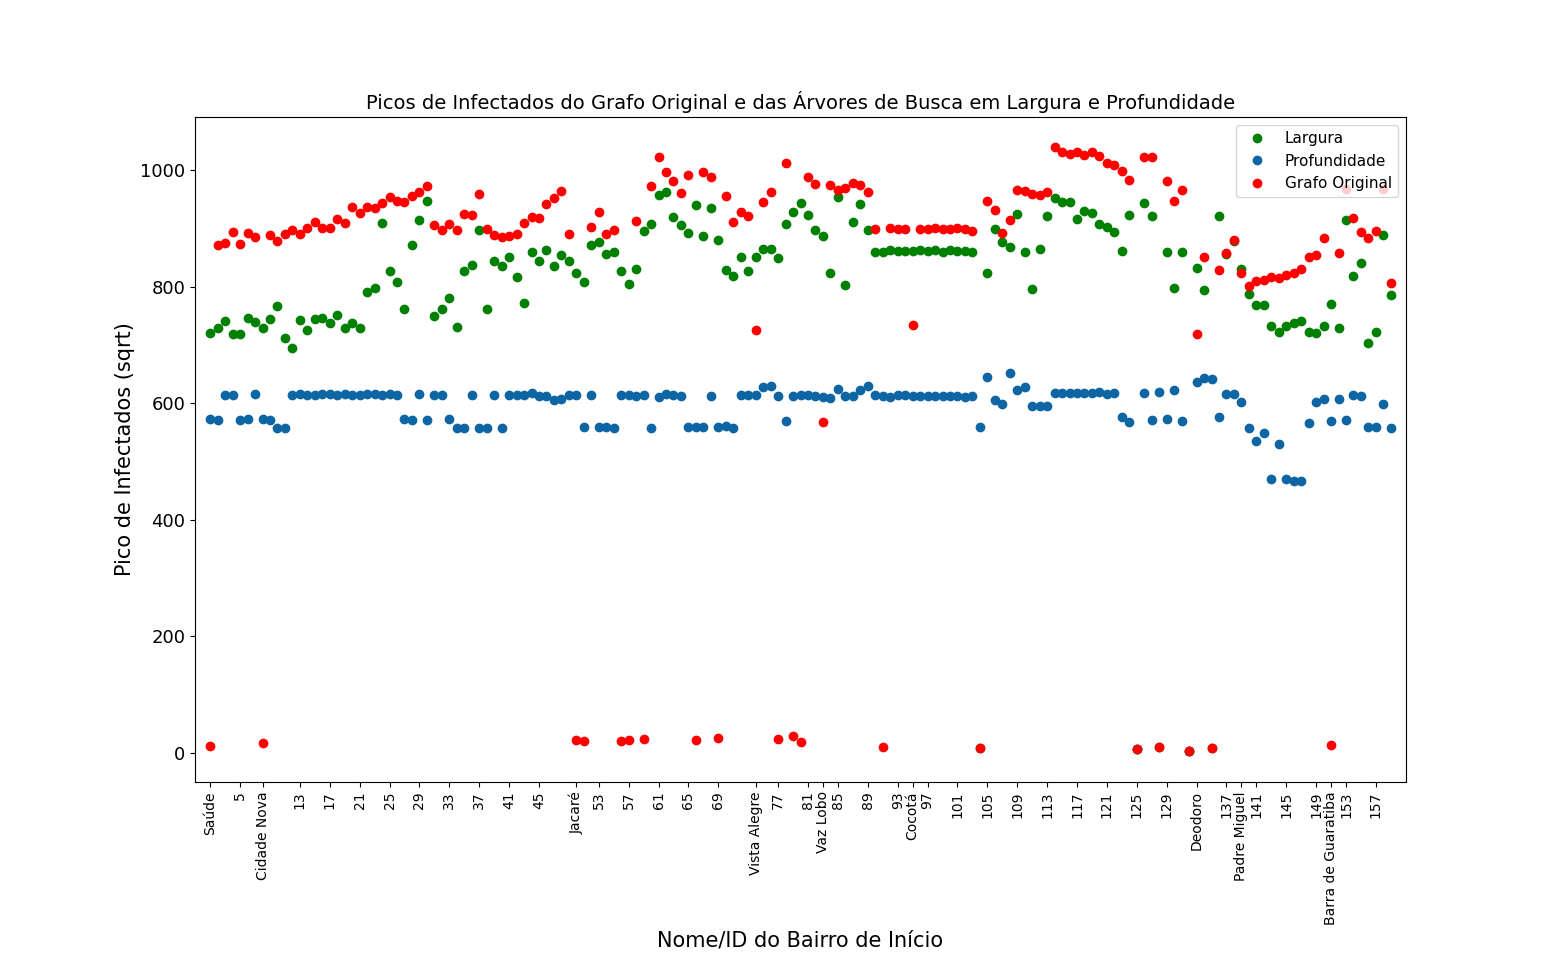 Picos de Infectados do Grafo Original e das Árvores de Busca em Largura e Profundidade
Largura
Profundidade
Grafo Original
Pico de Infectados (sqrt)
1000
800
600
400
200
0
Saúde
5
Cidade Nova
13
17
21
25
29
33
37
41
45
Jacaré
53
57
61
65
69
Vista Alegre
77
81
Vaz Lobo
85
89
93
Cocotá
97
101
105
109
113
117
121
125
129
Deodoro
137
Padre Miguel
141
145
149
Barra de Guaratiba
153
157
Nome/ID do Bairro de Início